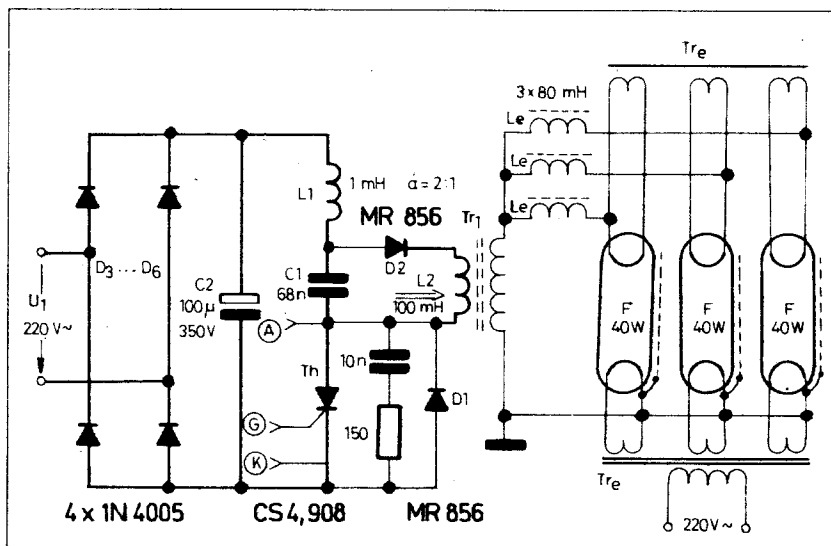 Tre
3 x 80 mH
Le
Le
Le
L1
1 mH
ɑ = 2:1
MR 856
Tr1
D2
D3 ... D6
C2
100µ
350V
C1
68n
L2
100 mH
U1
220 V~
A
Th
10n
D1
G
150
K
F
40W
F
40W
F
40W
Tre
220V~
4 x 1N 4005
CS 4,908
MR 856